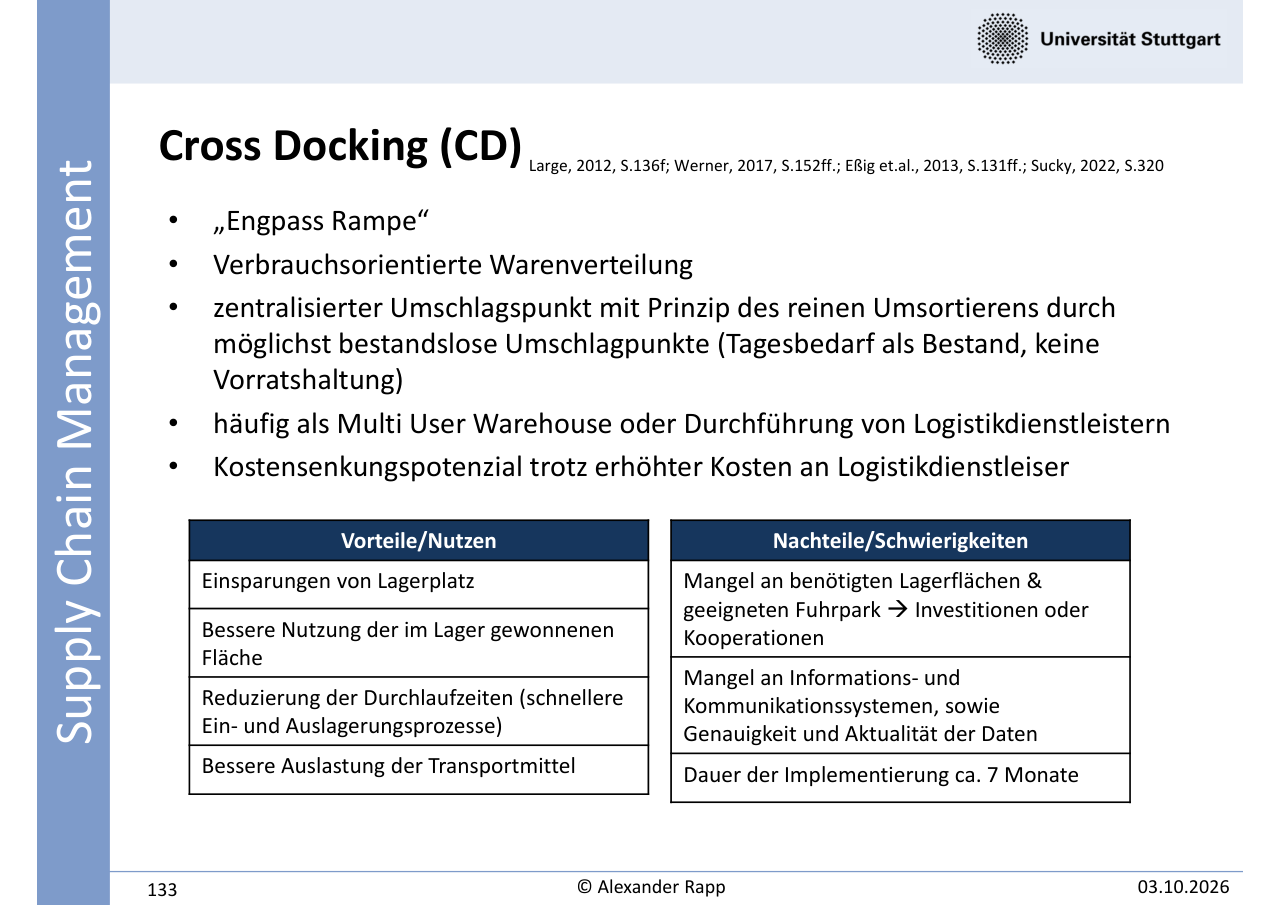 Universität Stuttgart
Supply Chain Management
Cross Docking (CD) Large, 2012, S.136f; Werner, 2017, S.152ff.; Eßig et.al., 2013, S.131ff.; Sucky, 2022, S.320
• „Engpass Rampe“
• Verbrauchsorientierte Warenverteilung
• zentralisierter Umschlagspunkt mit Prinzip des reinen Umsortierens durch
möglichst bestandslose Umschlagpunkte (Tagesbedarf als Bestand, keine
Vorratshaltung)
• häufig als Multi User Warehouse oder Durchführung von Logistikdienstleistern
• Kostensenkungspotenzial trotz erhöhter Kosten an Logistikdienstleiser
Vorteile/Nutzen
Einsparungen von Lagerplatz
Bessere Nutzung der im Lager gewonnenen
Fläche
Reduzierung der Durchlaufzeiten (schnellere
Ein- und Auslagerungsprozesse)
Bessere Auslastung der Transportmittel
Nachteile/Schwierigkeiten
Mangel an benötigten Lagerflächen &
geeigneten Fuhrpark → Investitionen oder
Kooperationen
Mangel an Informations- und
Kommunikationssystemen, sowie
Genauigkeit und Aktualität der Daten
Dauer der Implementierung ca. 7 Monate
133
© Alexander Rapp
03.10.2026